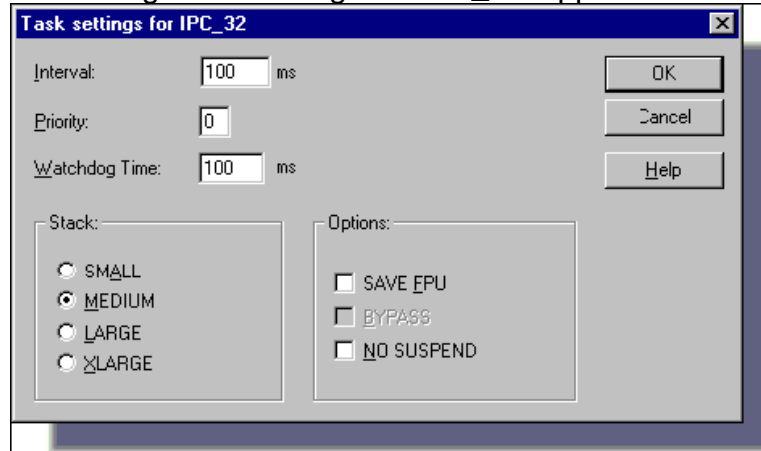 Task settings for IPC_32
Interval: 100 ms
OK
Priority: 0
Cancel
Watchdog Time: 100 ms
Help
Stack:
Options:
SMALL
MEDIUM
LARGE
XLARGE
SAVE FPU
BYPASS
NO SUSPEND